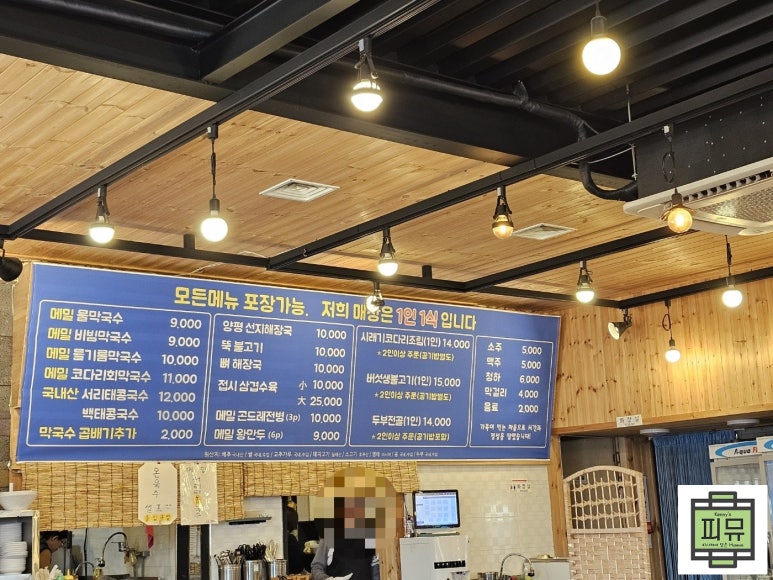 모든메뉴 포장가능. 저희 매장은 1인 1식 입니다
메밀 물막국수 9,000
메밀 비빔막국수 9,000
메밀 들기름막국수 10,000
메밀 코다리회막국수 11,000
국내산 서리태콩국수 12,000
백태콩국수 10,000
막국수 곱배기추가 2,000
양평 선지해장국 10,000
뚝 불고기 10,000
뼈 해장국 10,000
접시 삼겹수육 小 10,000
大 25,000
메밀 곤드레전병 (3p) 10,000
메밀 왕만두 (6p) 9,000
시래기코다리조림(1인) 14,000
*2인이상 주문(공기밥별도)
버섯생불고기(1인) 15,000
*2인이상 주문(공기밥별도)
두부전골(1인) 14,000
*2인이상 주문(공기밥포함)
소주 5,000
맥주 5,000
청하 6,000
막걸리 4,000
음료 2,000
피뮤